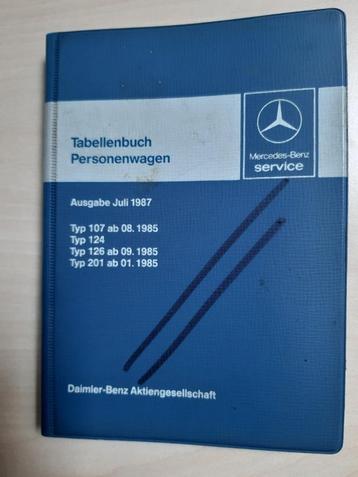 Tabellenbuch
Personenwagen
Mercedes-Benz
service
Ausgabe Juli 1987
Typ 107 ab 08.1985
Typ 124
Typ 126 ab 09.1985
Typ 201 ab 01.1985
Daimler-Benz Aktiengesellschaft